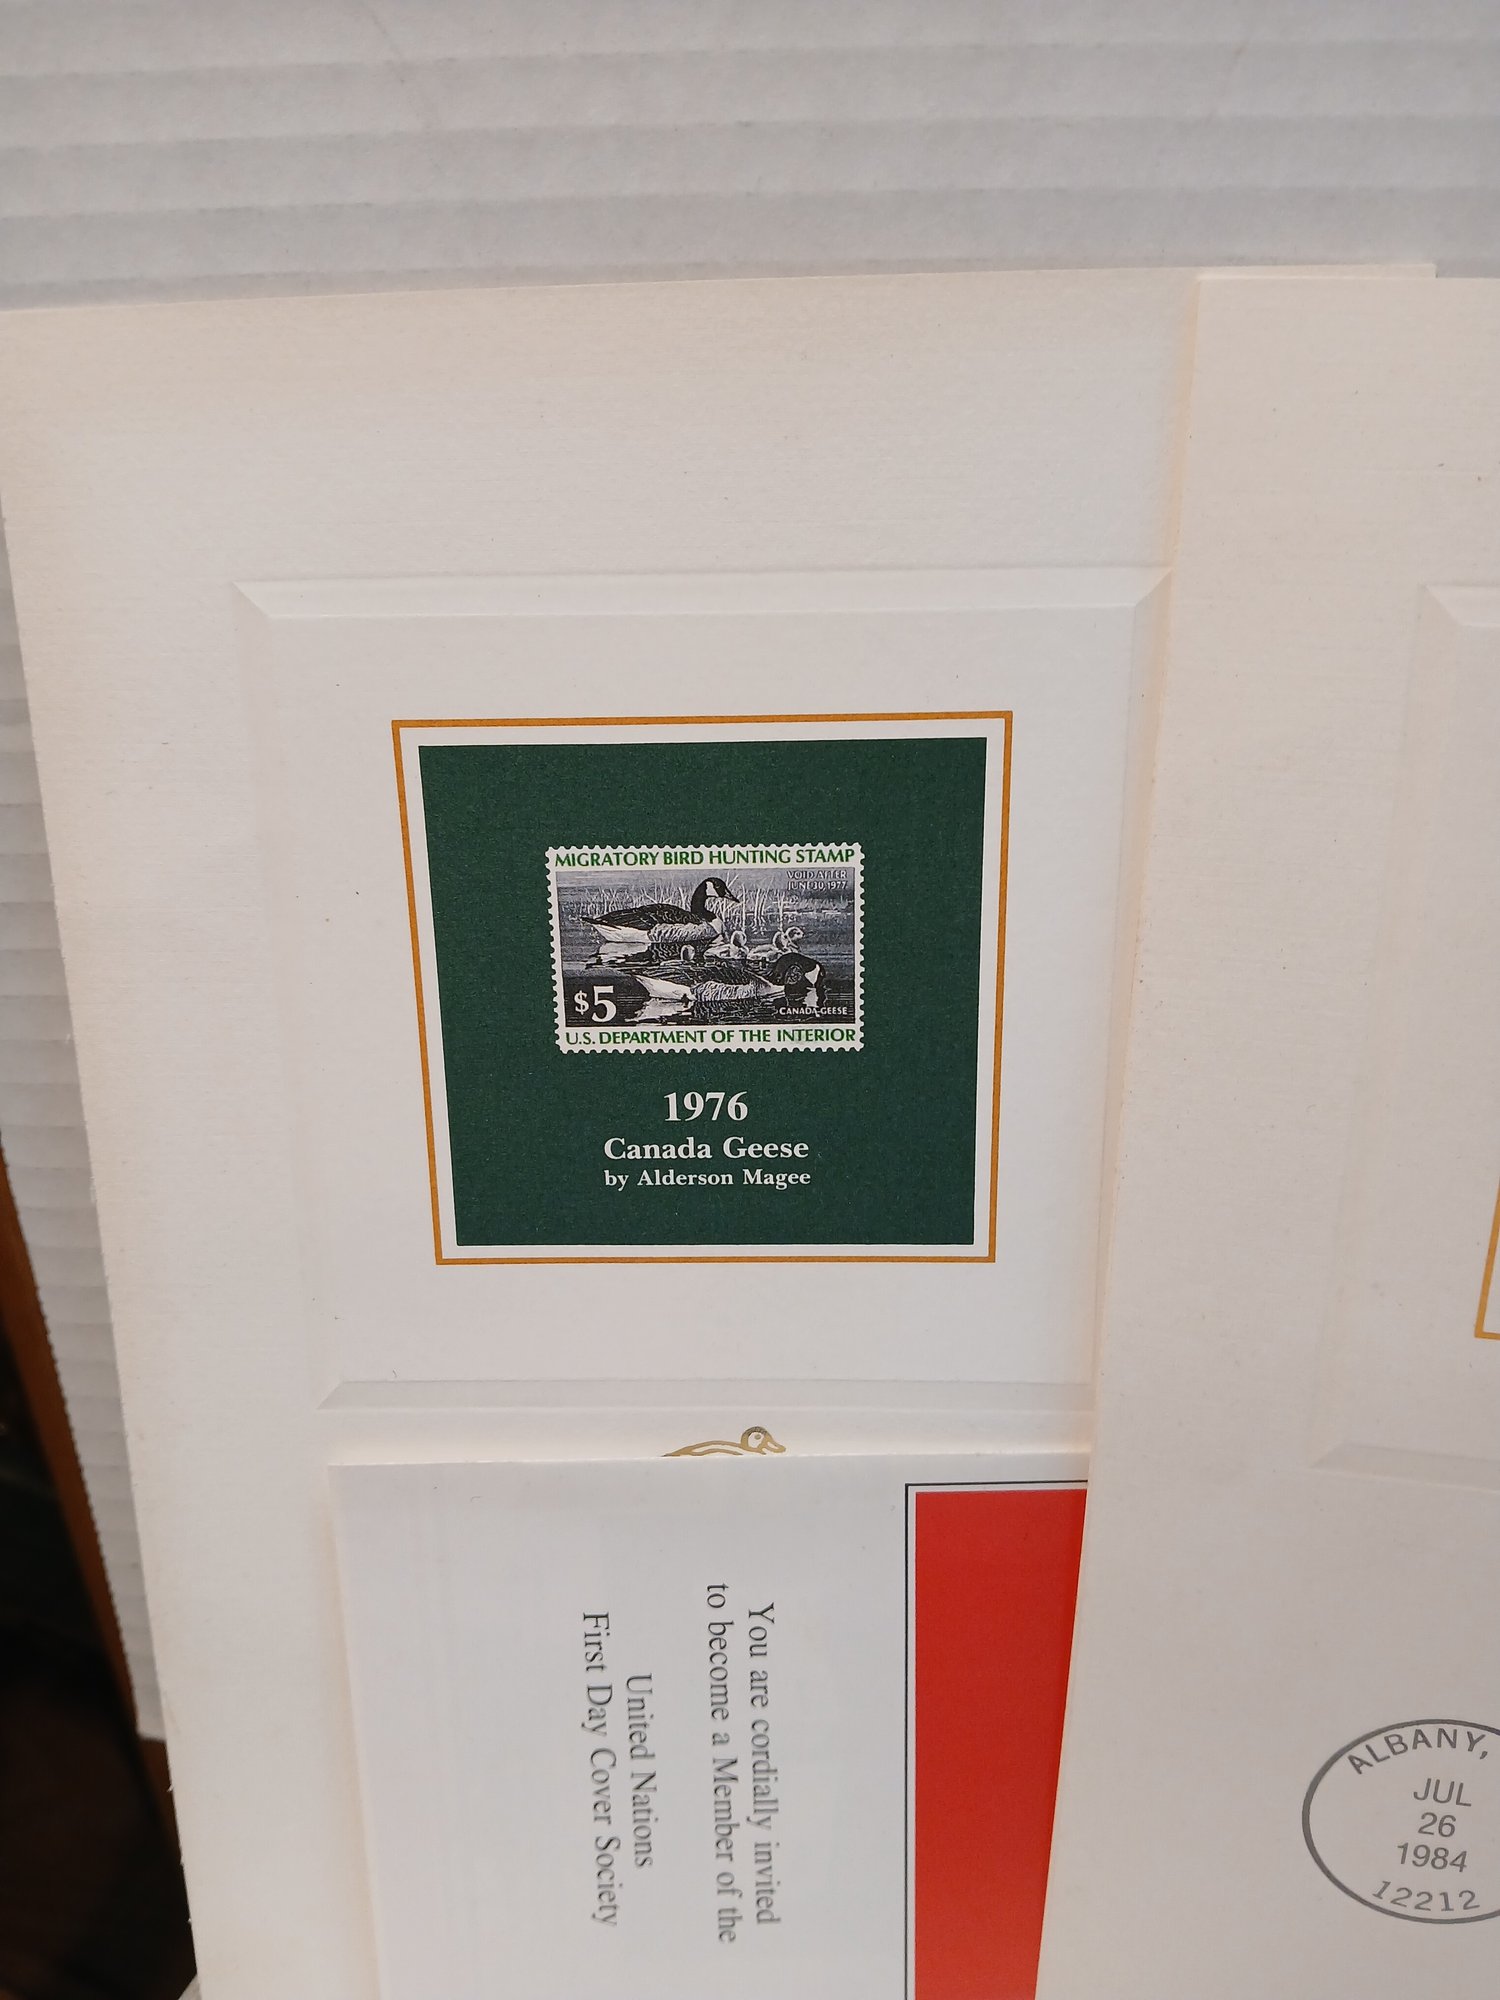 MIGRATORY BIRD HUNTING STAMP
VOID AFTER
JUNE 30, 1977
$5
CANADA GEESE
U.S. DEPARTMENT OF THE INTERIOR
1976
Canada Geese
by Alderson Magee
You are cordially invited
to become a Member of the
United Nations
First Day Cover Society
ALBANY,
JUL
26
1984
12212